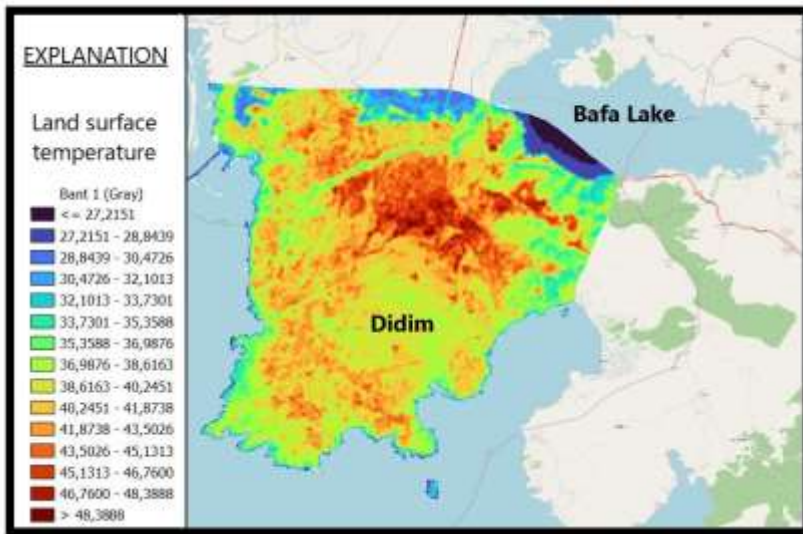 EXPLANATION
Land surface
temperature
Bant 1 (Gray)
<= 27,2151
27,2151 - 28,8439
28,8439 - 30,4726
30,4726 - 32,1013
32,1013 - 33,7301
33,7301 - 35,3588
35,3588 - 36,9876
36,9876 - 38,6163
38,6163 - 40,2451
40,2451 - 41,8738
41,8738 - 43,5026
43,5026 - 45,1313
45,1313 - 46,7600
46,7600 - 48,3888
> 48,3888
Bafa Lake
Didim